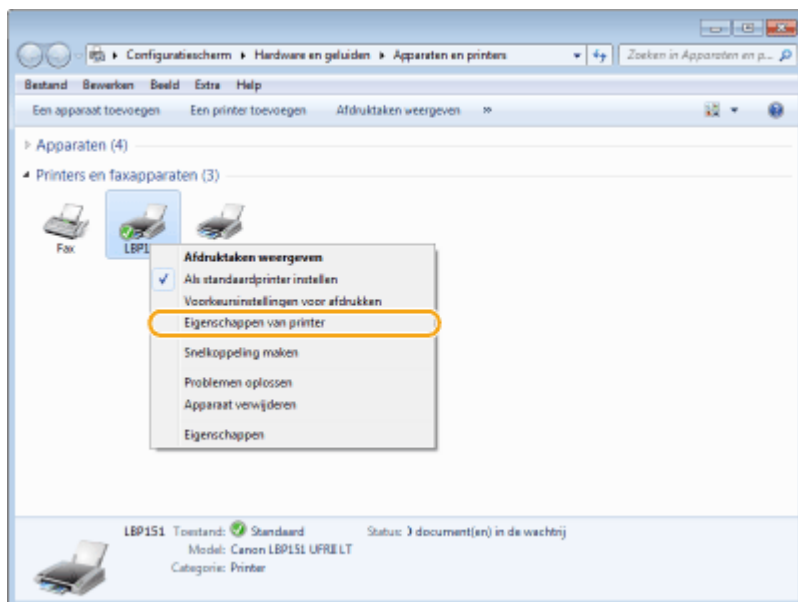 Configuratiescherm ▸ Hardware en geluiden ▸ Apparaten en printers
Zoeken in Apparaten en p...
Bestand Bewerken Beeld Extra Help
Een apparaat toevoegen Een printer toevoegen Afdruktaken weergeven »
Apparaten (4)
Printers en faxapparaten (3)
Fax
LBP1
Afdruktaken weergeven
Als standaardprinter instellen
Voorkeursinstellingen voor afdrukken
Eigenschappen van printer
Snelkoppeling maken
Problemen oplossen
Apparaat verwijderen
Eigenschappen
LBP151 Toestand: Standaard Status: document(en) in de wachtrij
Model: Canon LBP151 UFRII LT
Categorie: Printer